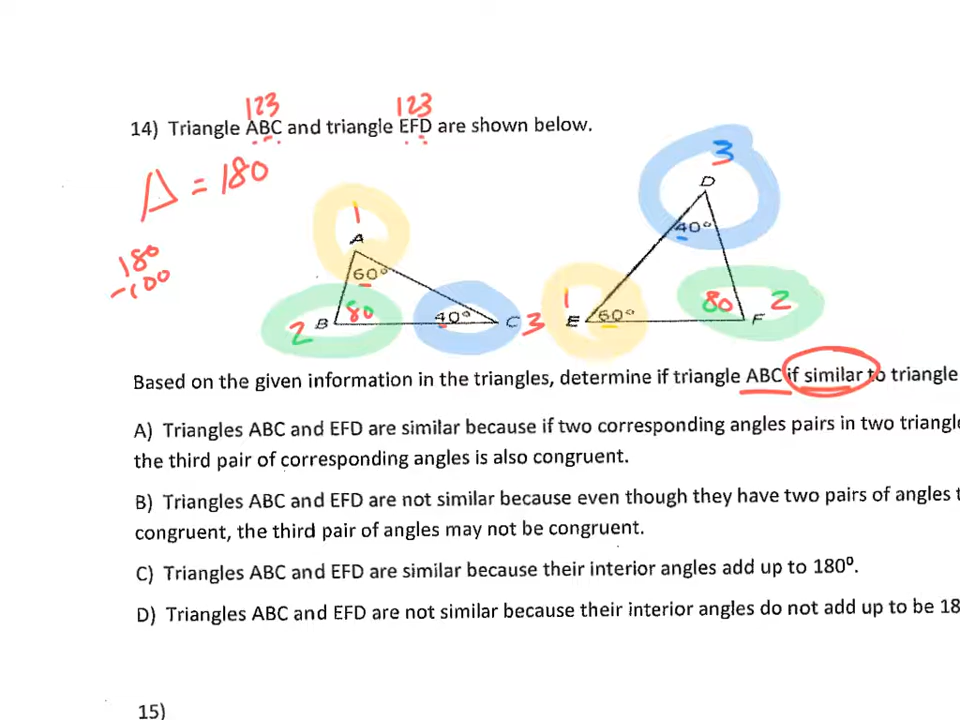 123 123
14) Triangle ABC and triangle EFD are shown below.
Δ = 180
180
-100
1
A
60°
2 B 80 40° C 3
3
D
40°
1
E 60° 80 F 2
Based on the given information in the triangles, determine if triangle ABC if similar to triangle
A) Triangles ABC and EFD are similar because if two corresponding angles pairs in two triangle
the third pair of corresponding angles is also congruent.
B) Triangles ABC and EFD are not similar because even though they have two pairs of angles t
congruent, the third pair of angles may not be congruent.
C) Triangles ABC and EFD are similar because their interior angles add up to 180⁰.
D) Triangles ABC and EFD are not similar because their interior angles do not add up to be 18
15)